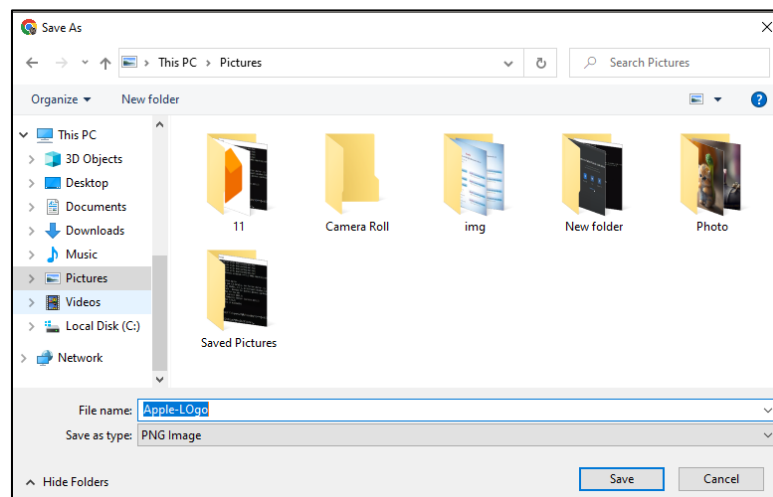 Save As
This PC > Pictures
Search Pictures
Organize
New folder
This PC
3D Objects
Desktop
Documents
Downloads
Music
Pictures
Videos
Local Disk (C:)
Network
11
Camera Roll
img
New folder
Photo
Saved Pictures
File name: Apple-LOgo
Save as type: PNG Image
Hide Folders
Save
Cancel